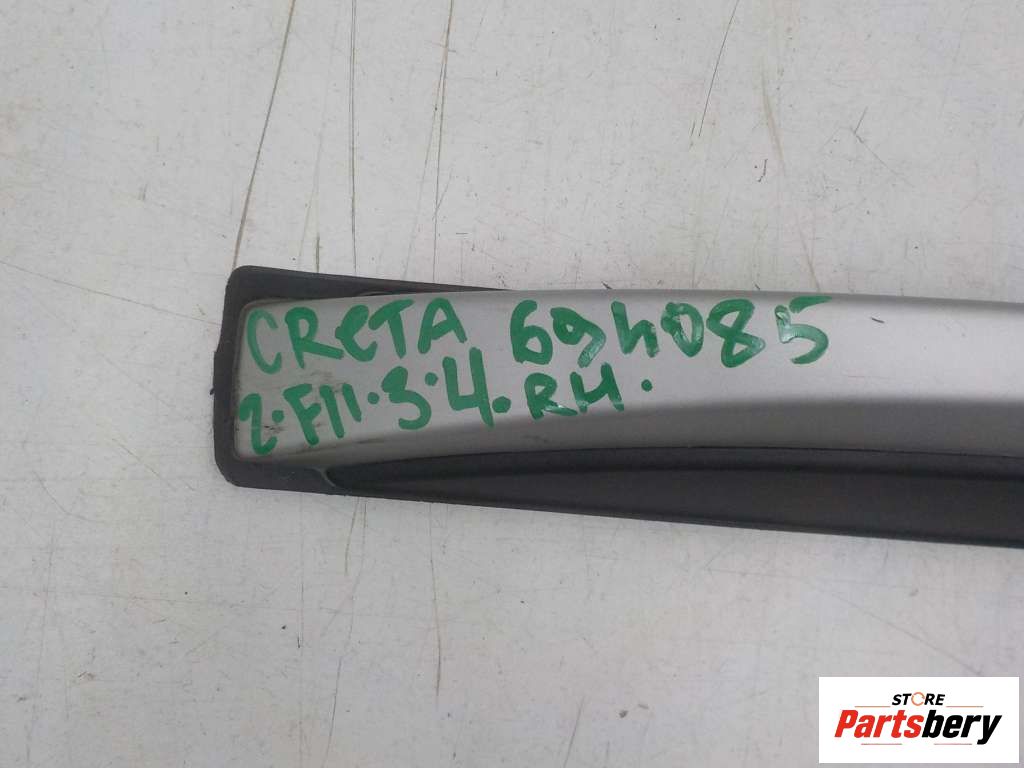 CReTA 694085
2.F11.3.4.RH.
STORE
Partsbery